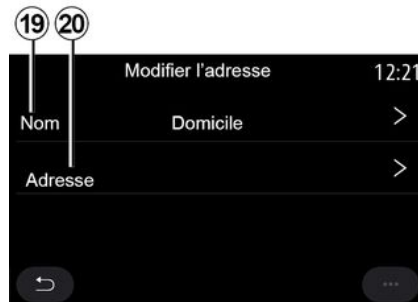 19 20
Modifier l'adresse 12:21
Nom Domicile >
Adresse >
...